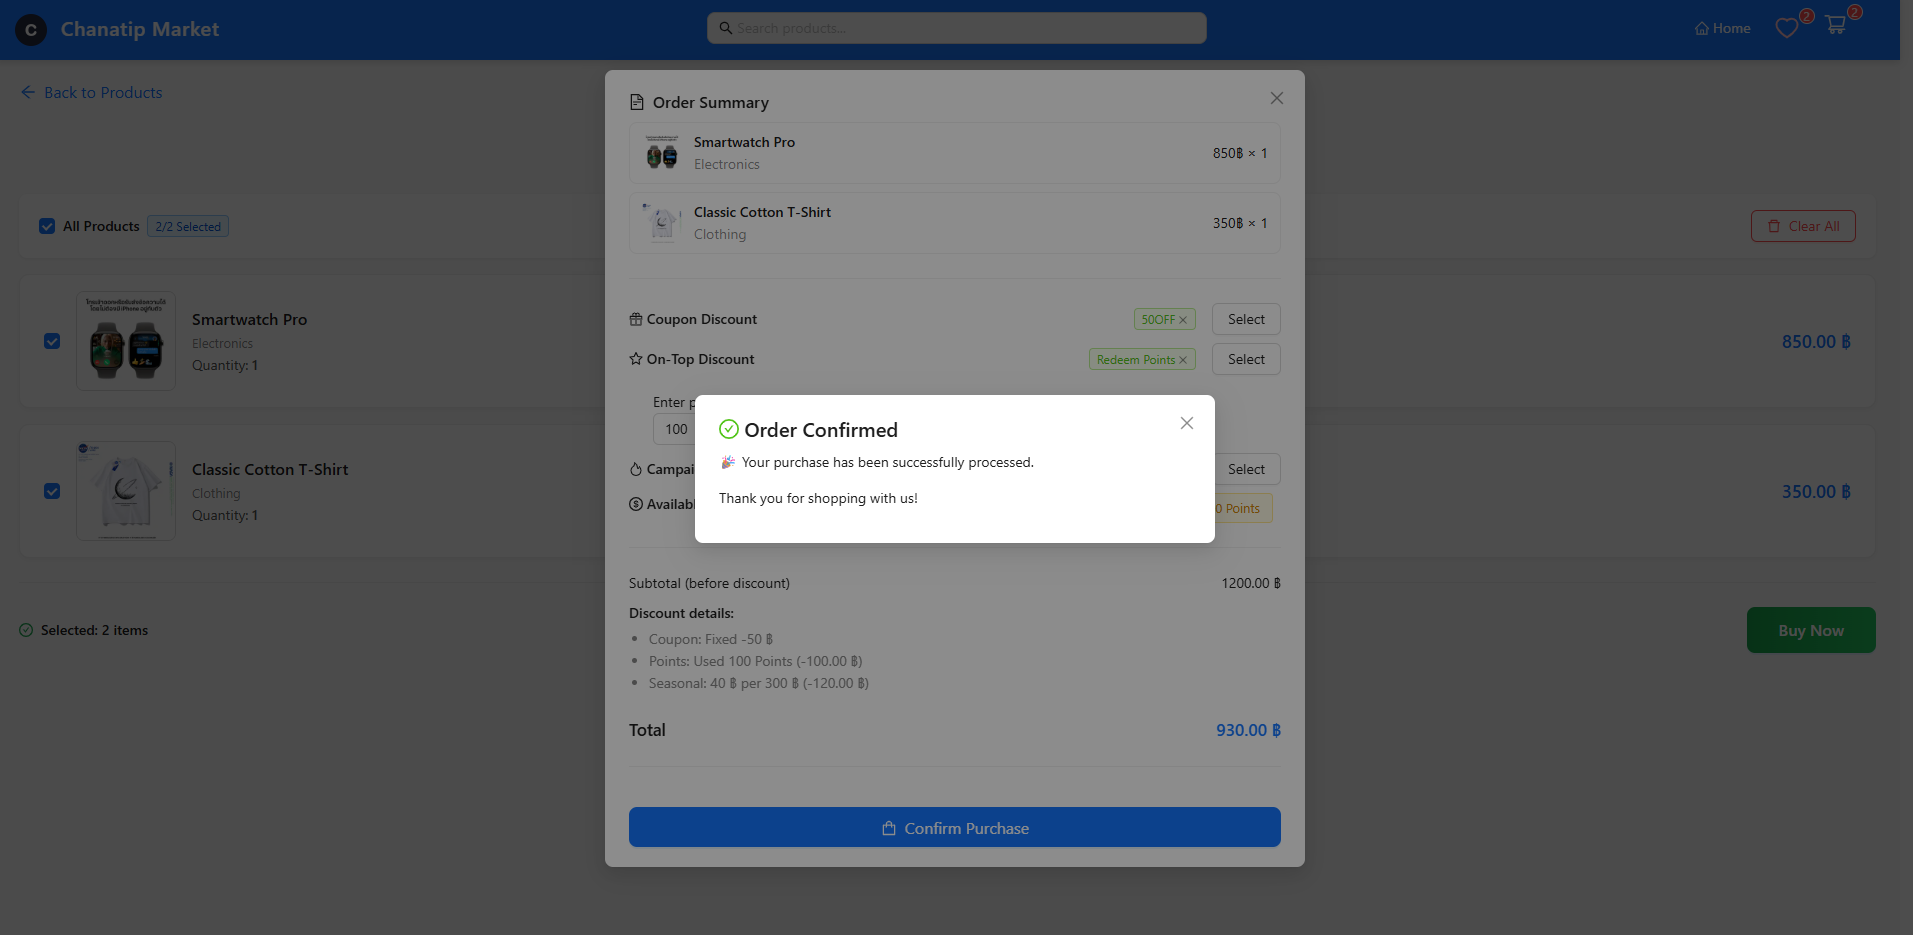 C Chanatip Market
Search products...
Home
2
2
Back to Products
Order Summary
Smartwatch Pro
Electronics
850฿ × 1
Classic Cotton T-Shirt
Clothing
350฿ × 1
All Products
2/2 Selected
Clear All
Smartwatch Pro
Electronics
Quantity: 1
850.00 ฿
Classic Cotton T-Shirt
Clothing
Quantity: 1
350.00 ฿
Coupon Discount
50OFF
Select
On-Top Discount
Redeem Points
Select
Enter p
100
Campai
Select
Availabl
0 Points
Order Confirmed
🎉 Your purchase has been successfully processed.
Thank you for shopping with us!
Subtotal (before discount)
1200.00 ฿
Discount details:
• Coupon: Fixed -50 ฿
• Points: Used 100 Points (-100.00 ฿)
• Seasonal: 40 ฿ per 300 ฿ (-120.00 ฿)
Total
930.00 ฿
Confirm Purchase
Selected: 2 items
Buy Now